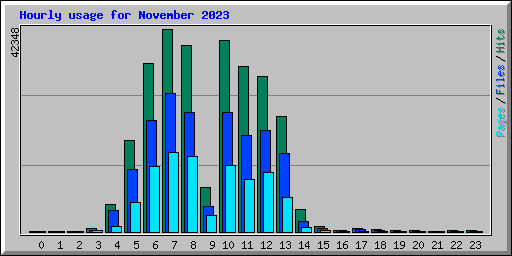 Hourly usage for November 2023
42348
Pages/Files/Hits
0 1 2 3 4 5 6 7 8 9 10 11 12 13 14 15 16 17 18 19 20 21 22 23